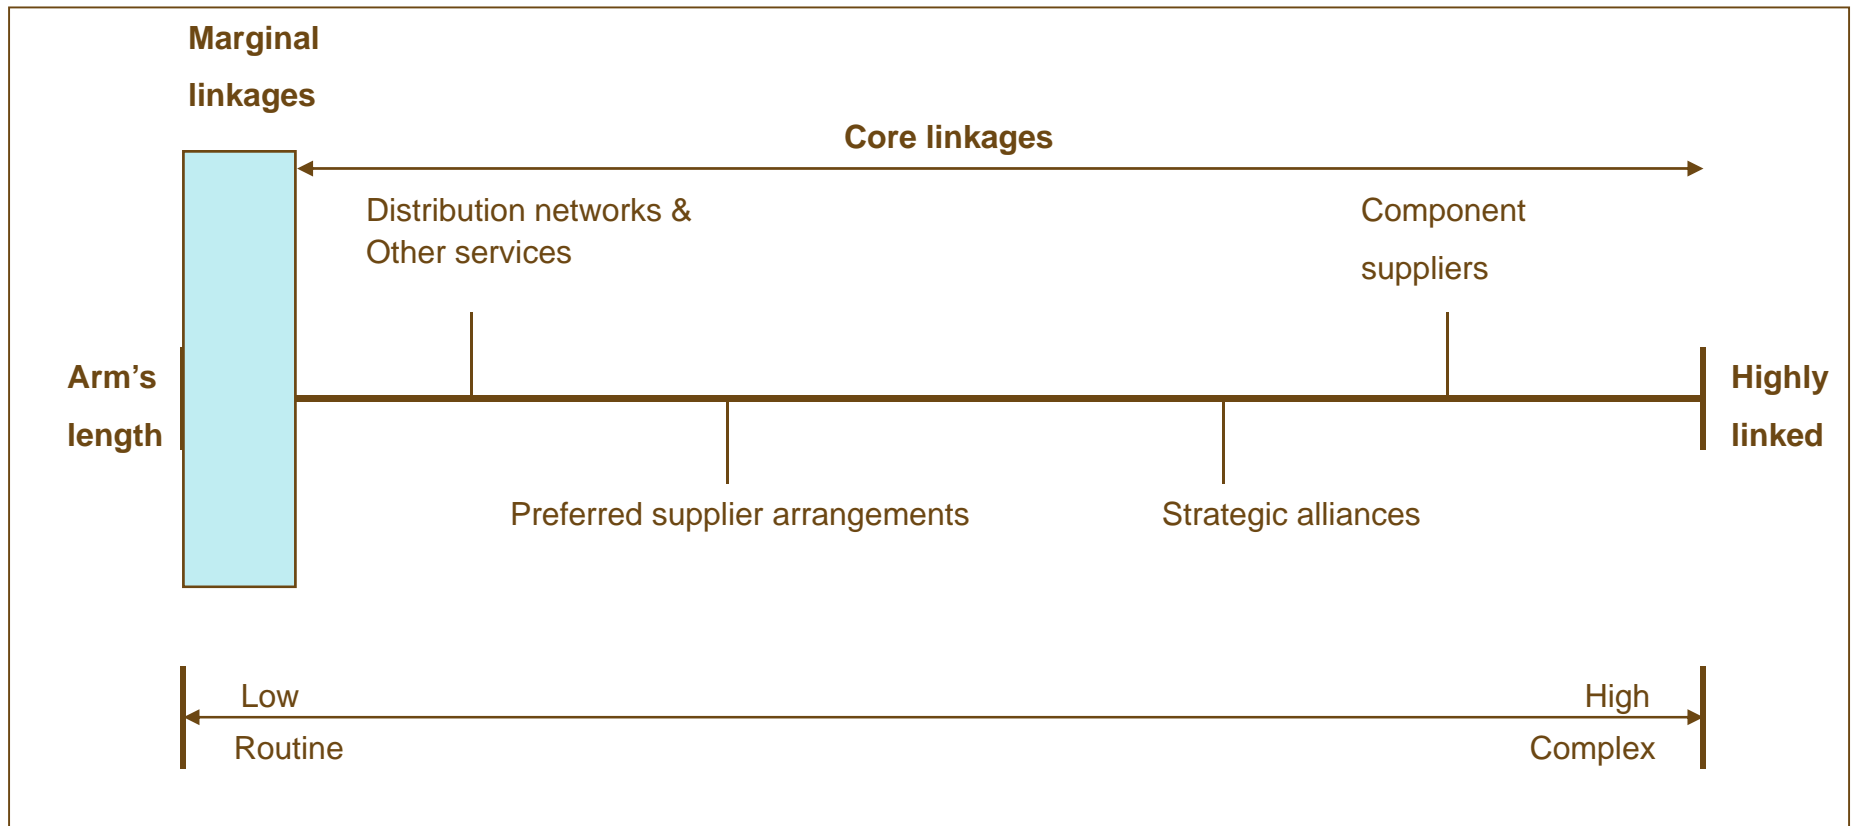 Marginal
linkages
Core linkages
Distribution networks &
Other services
Component
suppliers
Arm’s
length
Highly
linked
Preferred supplier arrangements
Strategic alliances
Low
High
Routine
Complex